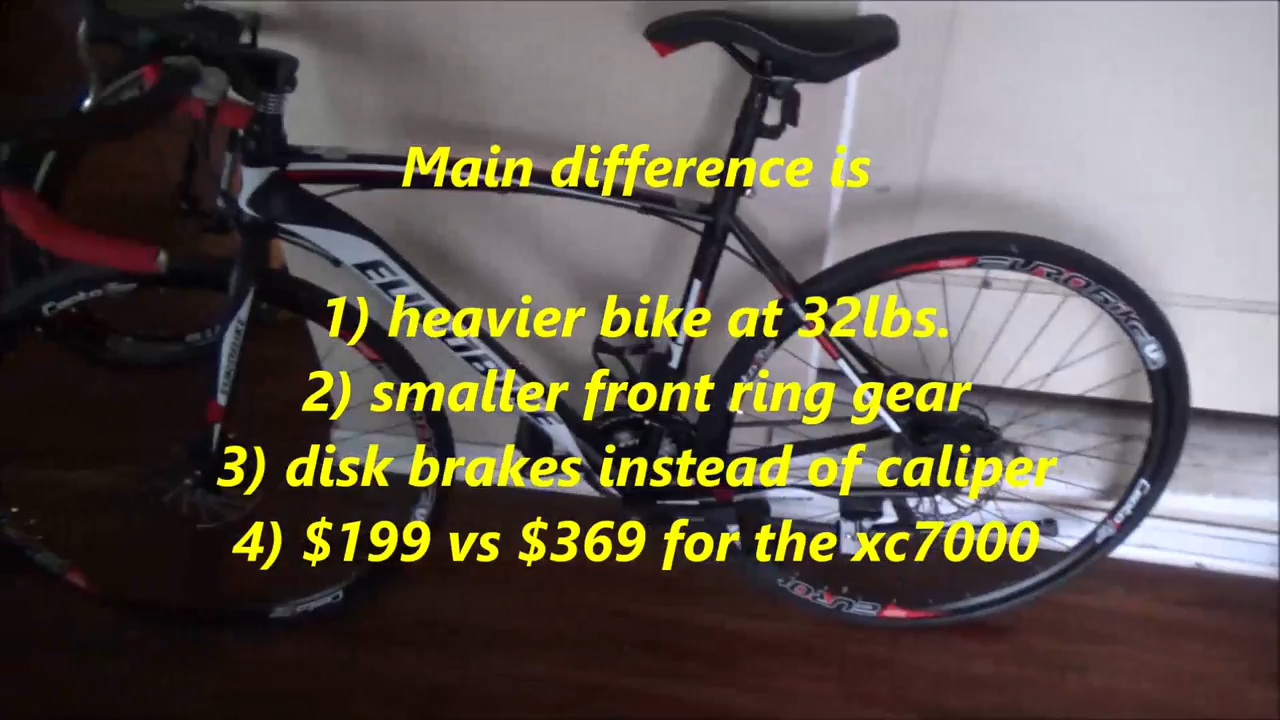 Main difference is
1) heavier bike at 32lbs.
2) smaller front ring gear
3) disk brakes instead of caliper
4) $199 vs $369 for the xc7000
EUROBIKE